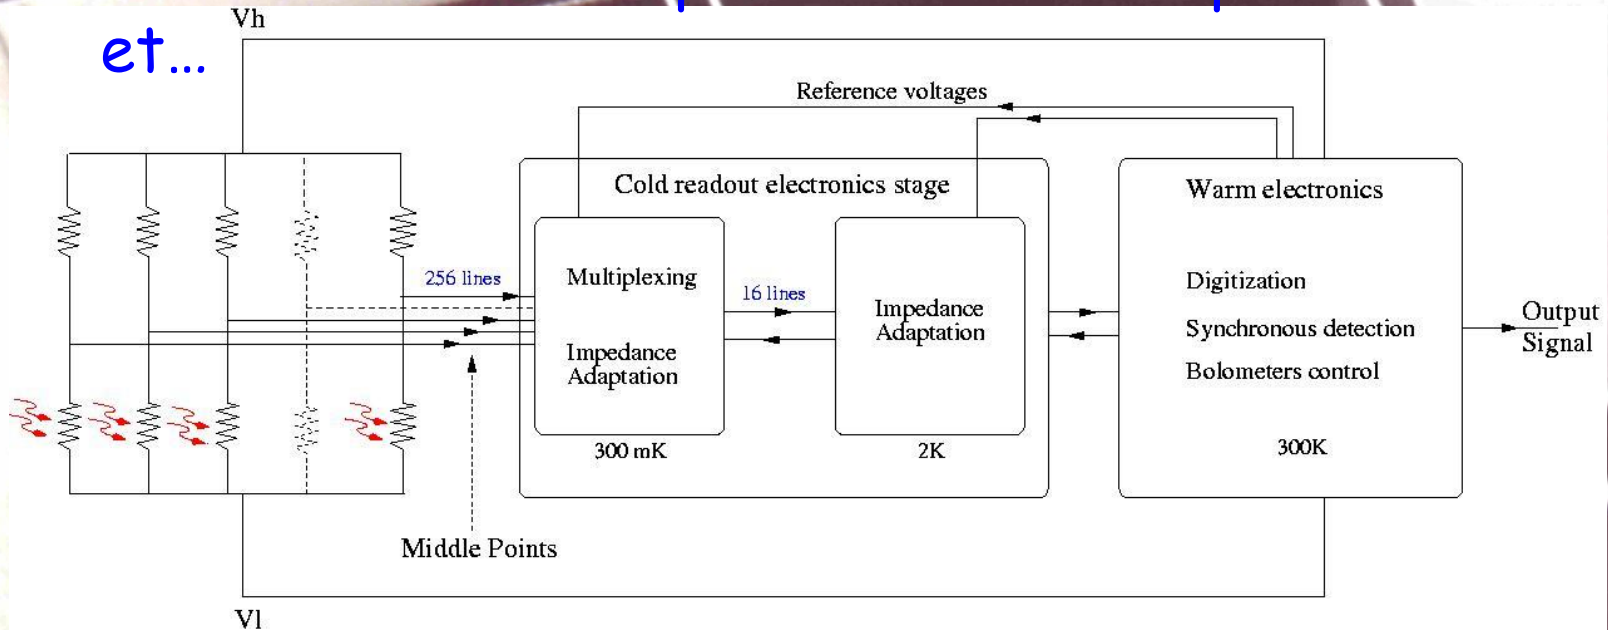 Vh
et...
Reference voltages
Cold readout electronics stage
Warm electronics
256 lines
Multiplexing
16 lines
Impedance
Adaptation
Impedance
Adaptation
Digitization
Synchronous detection
Bolometers control
Output
Signal
300 mK
2K
300K
Middle Points
Vl